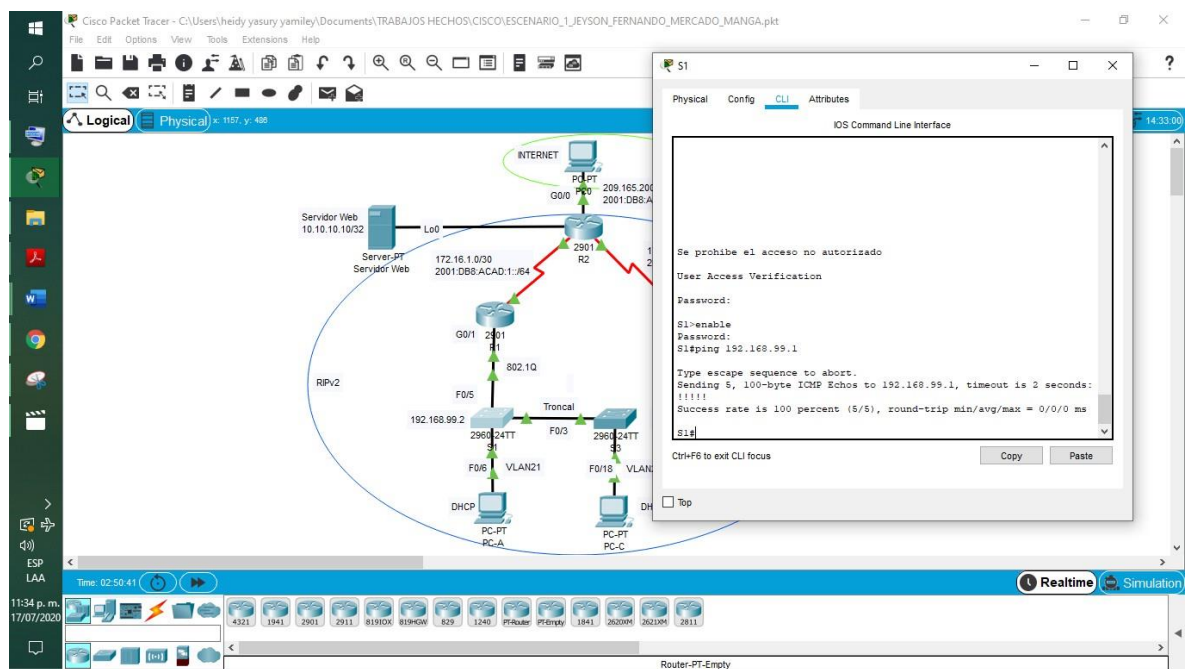 Cisco Packet Tracer - C:\Users\heidy yasury yamiley\Documents\TRABAJOS HECHOS\CISCO\ESCENARIO_1_JEYSON_FERNANDO_MERCADO_MANGA.pkt
File Edit Options View Tools Extensions Help
Logical Physical x: 1157, y: 486
14:33:00
S1
Physical Config CLI Attributes
IOS Command Line Interface
Se prohibe el acceso no autorizado
User Access Verification
Password:
S1>enable
Password:
S1#ping 192.168.99.1
Type escape sequence to abort.
Sending 5, 100-byte ICMP Echos to 192.168.99.1, timeout is 2 seconds:
!!!!!
Success rate is 100 percent (5/5), round-trip min/avg/max = 0/0/0 ms
S1#
Ctrl+F6 to exit CLI focus
Copy Paste
Top
INTERNET
PC-PT
PC0
G0/0
209.165.200
2001:DB8:A
Servidor Web
10.10.10.10/32
Lo0
Server-PT
Servidor Web
2901
R2
172.16.1.0/30
2001:DB8:ACAD:1::/64
1
2
G0/1
2901
R1
802.1Q
RIPv2
F0/5
Troncal
192.168.99.2
F0/3
2960-24TT
S1
2960-24TT
S3
F0/6 VLAN21
F0/18 VLAN
DHCP
DH
PC-PT
PC-A
PC-PT
PC-C
Time: 02:50:41
Realtime Simulation
4321 1941 2901 2911 819IOX 819HGW 829 1240 PT-Router PT-Empty 1841 2620XM 2621XM 2811
Router-PT-Empty
ESP
LAA
11:34 p. m.
17/07/2020